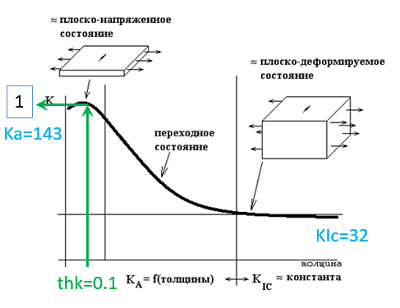 ≈ плоско-напряженное
состояние
≈ плоско-деформируемое
состояние
1
K
Ka=143
переходное
состояние
KIc=32
толщина
thk=0.1
K_A = f(толщины)
K_IC ≈ константа